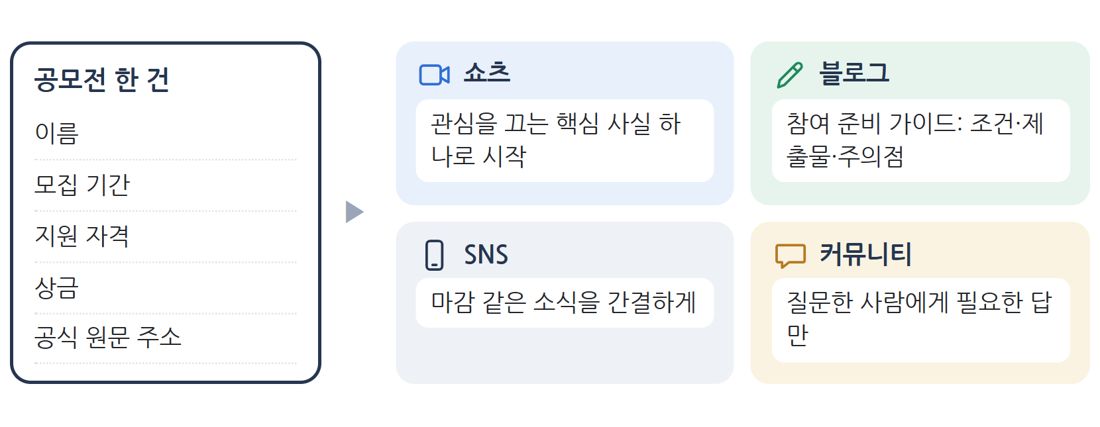 공모전 한 건
이름
모집 기간
지원 자격
상금
공식 원문 주소
쇼츠
관심을 끄는 핵심 사실 하
나로 시작
블로그
참여 준비 가이드: 조건·제
출물·주의점
SNS
마감 같은 소식을 간결하게
커뮤니티
질문한 사람에게 필요한 답
만